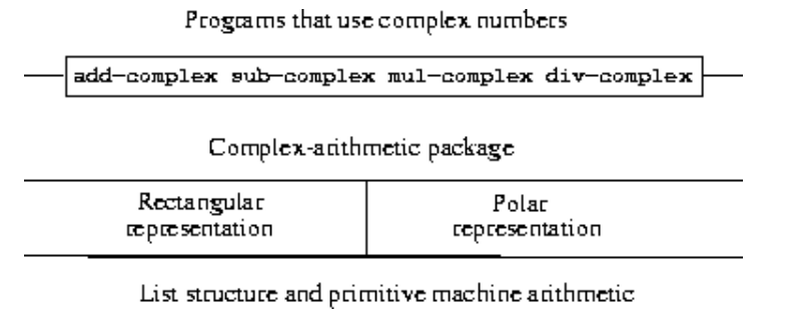 Programs that use complex numbers
add-complex sub-complex mul-complex div-complex
Complex-arithmetic package
Rectangular
representation
Polar
representation
List structure and primitive machine arithmetic